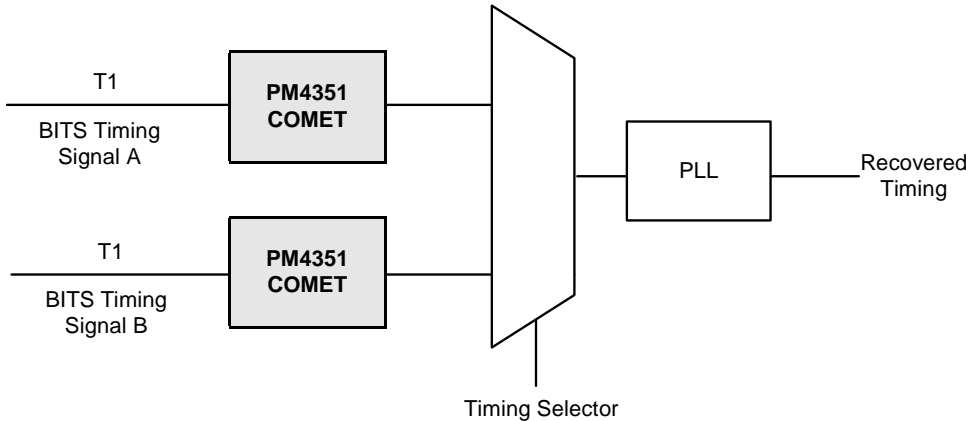 T1
PM4351
COMET
BITS Timing
Signal A
PLL
Recovered
Timing
T1
PM4351
COMET
BITS Timing
Signal B
Timing Selector